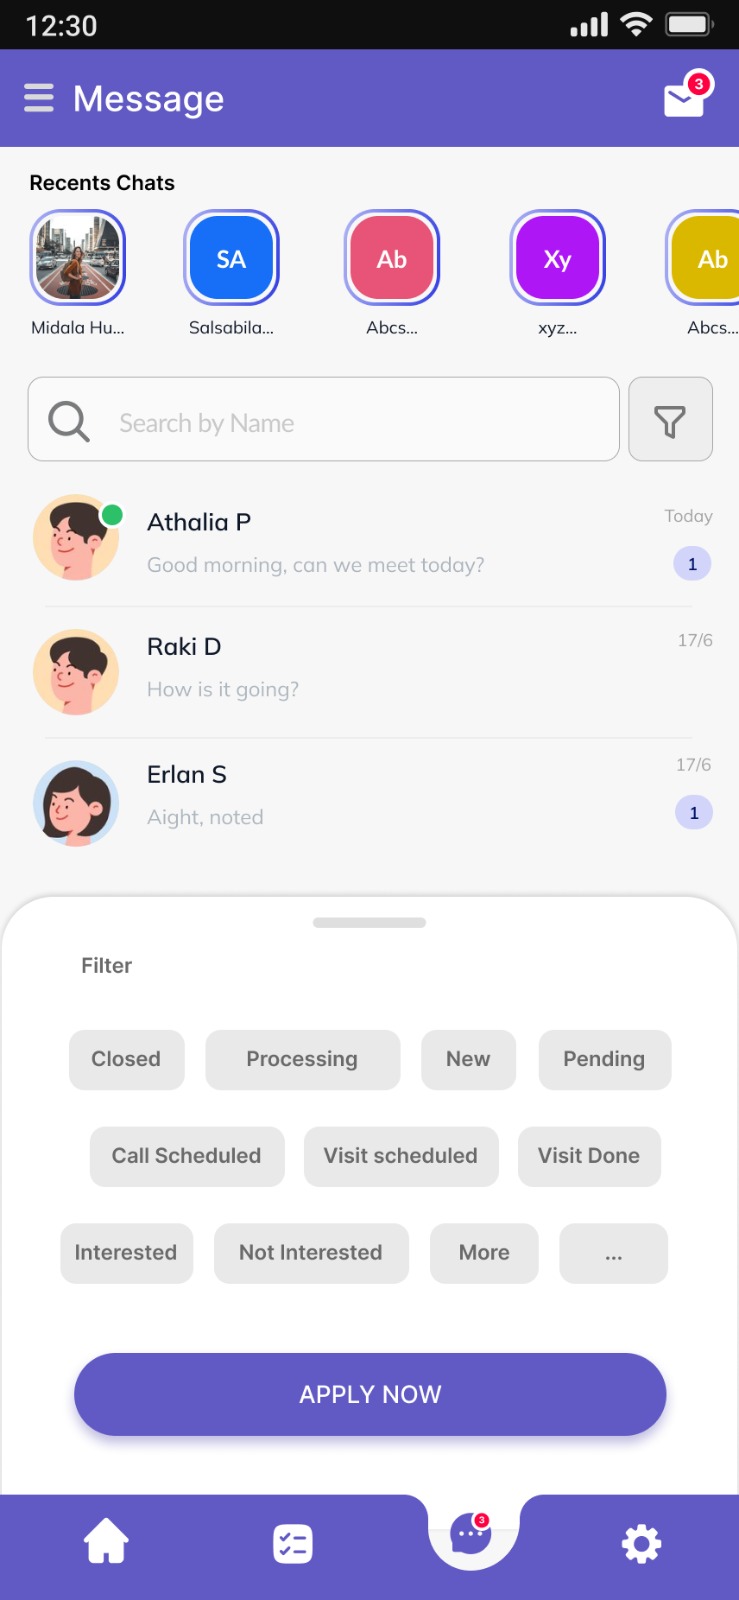 12:30
Message
3
Recents Chats
SA
Ab
Xy
Ab
Midala Hu...
Salsabila...
Abcs...
xyz...
Abcs...
Search by Name
Athalia P
Today
Good morning, can we meet today?
1
Raki D
17/6
How is it going?
Erlan S
17/6
Aight, noted
1
Filter
Closed
Processing
New
Pending
Call Scheduled
Visit scheduled
Visit Done
Interested
Not Interested
More
...
APPLY NOW
3